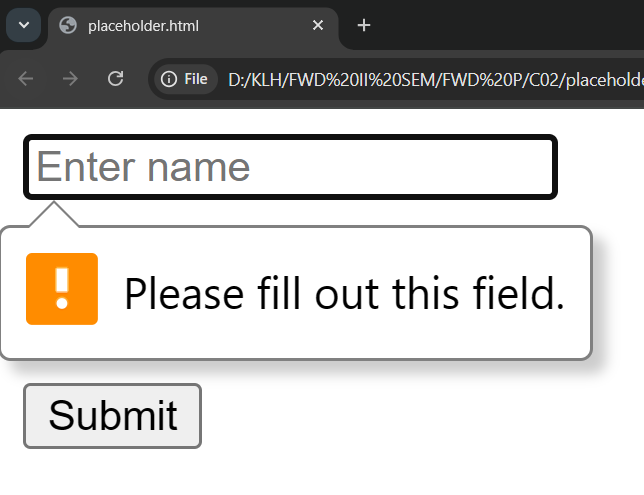 placeholder.html
File D:/KLH/FWD%20II%20SEM/FWD%20P/C02/placeholde
Enter name
Please fill out this field.
Submit